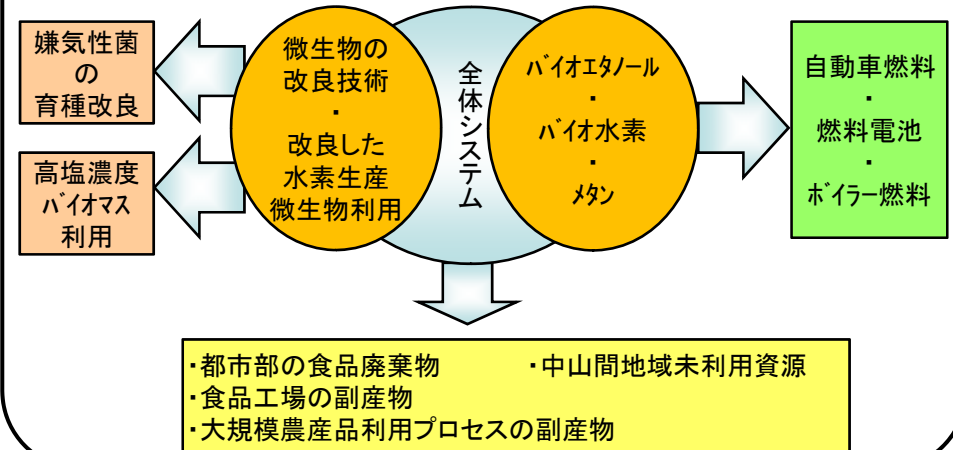 嫌気性菌
の
育種改良
高塩濃度
ﾊﾞｲｵﾏｽ
利用
微生物の
改良技術
・
改良した
水素生産
微生物利用
全体システム
ﾊﾞｲｵｴﾀﾉｰﾙ
・
ﾊﾞｲｵ水素
・
ﾒﾀﾝ
自動車燃料
・
燃料電池
・
ﾎﾞｲﾗｰ燃料
・都市部の食品廃棄物　・中山間地域未利用資源
・食品工場の副産物
・大規模農産品利用プロセスの副産物